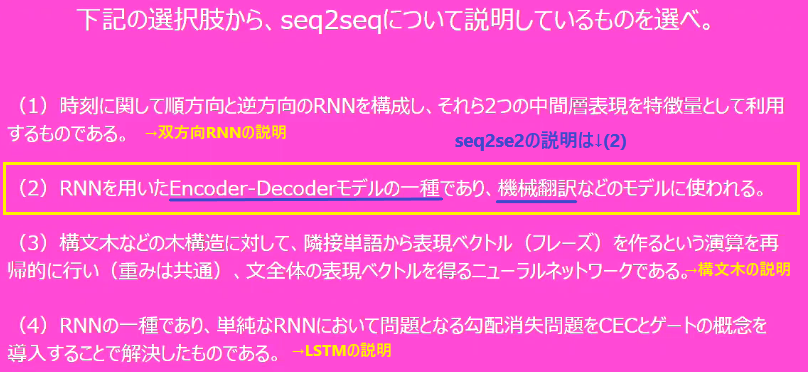 下記の選択肢から、seq2seqについて説明しているものを選べ。
（1）時刻に関して順方向と逆方向のRNNを構成し、それら2つの中間層表現を特徴量として利用
するものである。 →双方向RNNの説明
seq2se2の説明は↓(2)
（2）RNNを用いたEncoder-Decoderモデルの一種であり、機械翻訳などのモデルに使われる。
（3）構文木などの木構造に対して、隣接単語から表現ベクトル（フレーズ）を作るという演算を再
帰的に行い（重みは共通）、文全体の表現ベクトルを得るニューラルネットワークである。→構文木の説明
（4）RNNの一種であり、単純なRNNにおいて問題となる勾配消失問題をCECとゲートの概念を
導入することで解決したものである。 →LSTMの説明